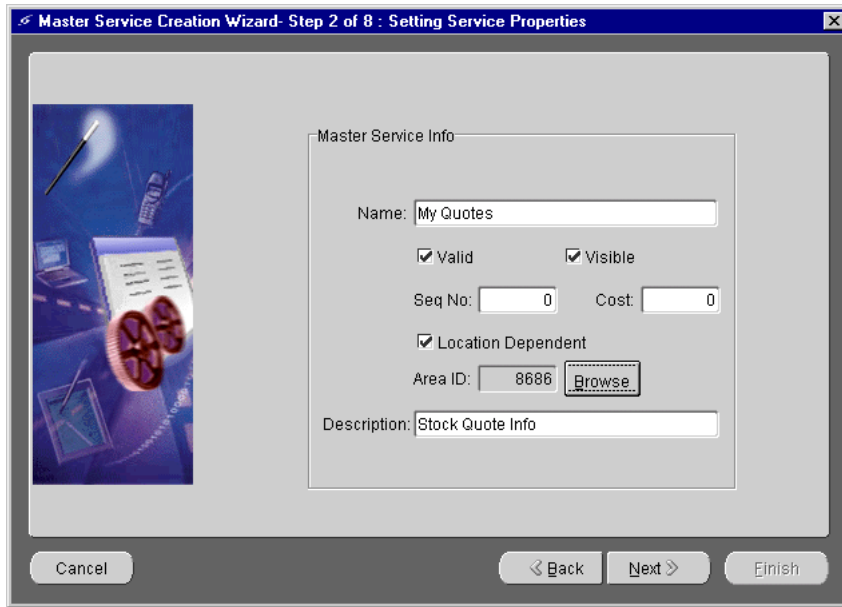 Master Service Creation Wizard- Step 2 of 8 : Setting Service Properties
Master Service Info
Name: My Quotes
Valid Visible
Seq No: 0 Cost: 0
Location Dependent
Area ID: 8686 Browse
Description: Stock Quote Info
Cancel Back Next Finish